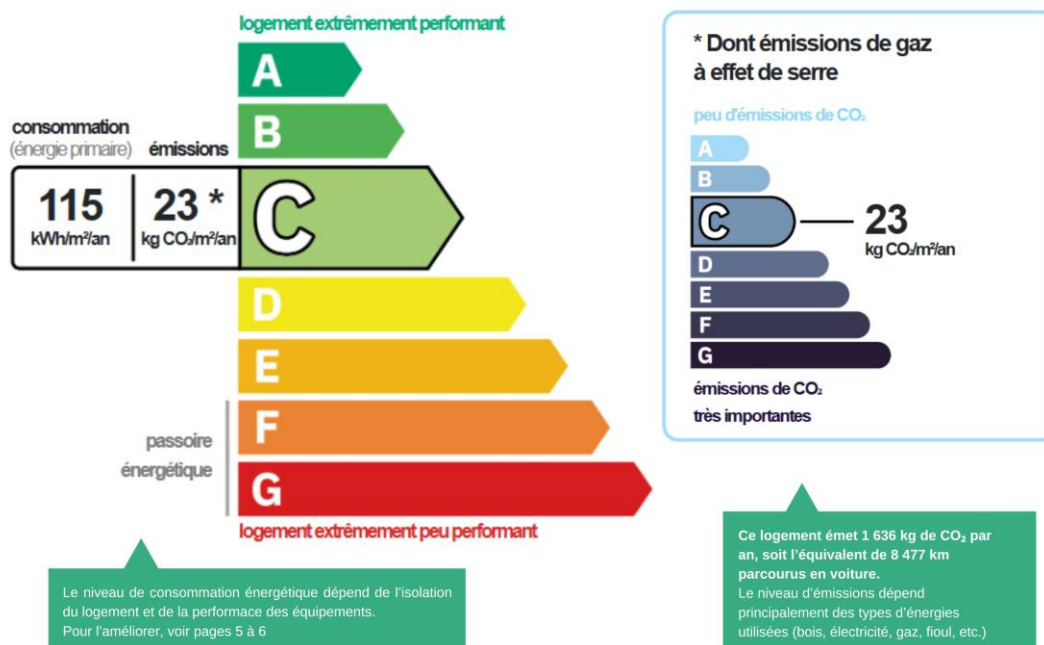 logement extrêmement performant
A
B
consommation
(énergie primaire)
émissions
115
kWh/m²/an
23 *
kg CO₂/m²/an
C
D
E
F
G
passoire
énergétique
logement extrêmement peu performant
Le niveau de consommation énergétique dépend de l'isolation
du logement et de la performace des équipements.
Pour l'améliorer, voir pages 5 à 6
* Dont émissions de gaz
à effet de serre
peu d'émissions de CO₂
A
B
C
23
kg CO₂/m²/an
D
E
F
G
émissions de CO₂
très importantes
Ce logement émet 1 636 kg de CO₂ par
an, soit l'équivalent de 8 477 km
parcourus en voiture.
Le niveau d'émissions dépend
principalement des types d'énergies
utilisées (bois, électricité, gaz, fioul, etc.)